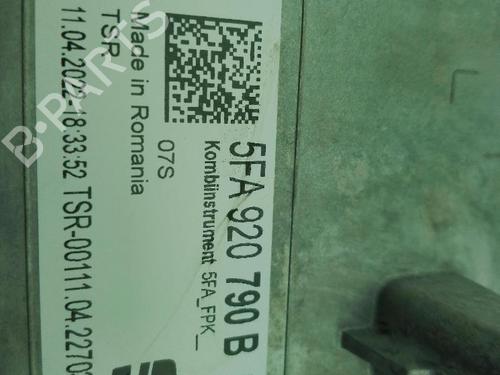 5FA 920 790 B
Kombiinstrument 5FA_FPK_
07S
Made in Romania
TSR
11.04.2022 18:33:52 TSR-00111.04.22703
B-PARTS